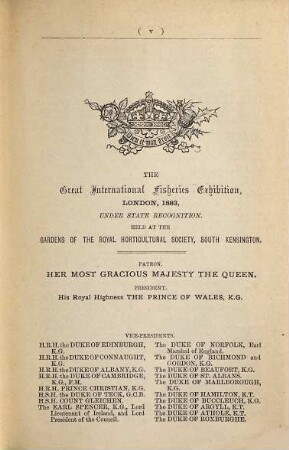 ( v )
Dieu et mon droit
THE
Great International Fisheries Exhibition,
LONDON, 1883,
UNDER STATE RECOGNITION.
HELD AT THE
GARDENS OF THE ROYAL HORTICULTURAL SOCIETY, SOUTH KENSINGTON.
PATRON.
HER MOST GRACIOUS MAJESTY THE QUEEN.
PRESIDENT.
His Royal Highness THE PRINCE OF WALES, K.G.
VICE-PRESIDENTS.
H.R.H. the DUKE OF EDINBURGH,
K.G.
H.R.H. the DUKE OF CONNAUGHT,
K.G.
H.R.H. the DUKE OF ALBANY, K.G.
H.R.H. the DUKE OF CAMBRIDGE,
K.G., F.M.
H.R.H. PRINCE CHRISTIAN, K.G.
H.S.H. the DUKE OF TECK, G.C.B.
H.S.H. COUNT GLEICHEN.
The EARL SPENCER, K.G., Lord
Lieutenant of Ireland, and Lord
President of the Council.
The DUKE OF NORFOLK, Earl
Marshal of England.
The DUKE OF RICHMOND and
GORDON, K.G.
The DUKE OF BEAUFORT, K.G.
The DUKE OF ST. ALBANS.
The DUKE OF MARLBOROUGH,
K.G.
The DUKE OF HAMILTON, K.T.
The DUKE OF BUCCLEUCH, K.G.
The DUKE OF ARGYLL, K.T.
The DUKE OF ATHOLE, K.T.
The DUKE OF ROXBURGHE.